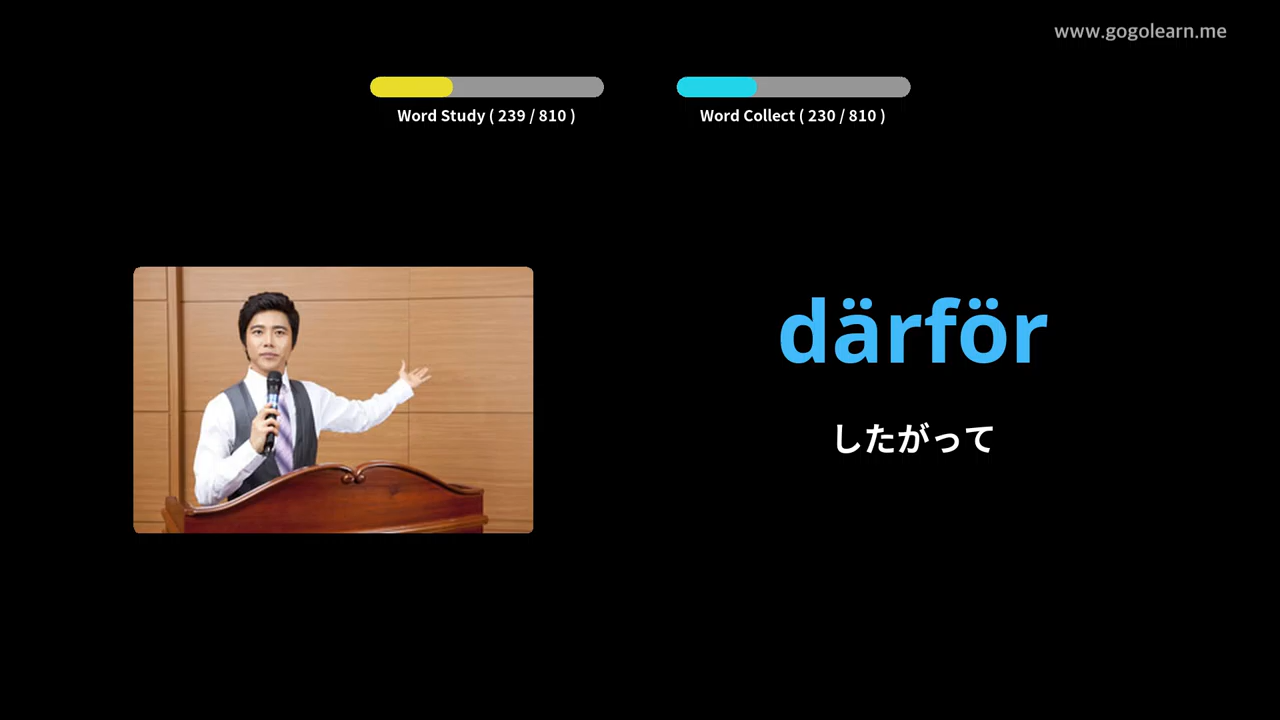 www.gogolearn.me
Word Study ( 239 / 810 )
Word Collect ( 230 / 810 )
därför
したがって